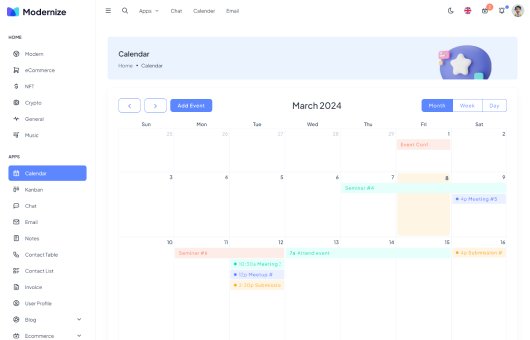 Modernize
Apps Chat Calendar Email
HOME
Modern
eCommerce
NFT
Crypto
General
Music
APPS
Calendar
Kanban
Chat
Email
Notes
Contact Table
Contact List
Invoice
User Profile
Blog
Ecommerce
Calendar
Home • Calendar
Add Event
March 2024
Month Week Day
Sun Mon Tue Wed Thu Fri Sat
25 26 27 28 29 1 2
Event Conf.
3 4 5 6 7 8 9
Seminar #4
4p Meeting #5
10 11 12 13 14 15 16
Seminar #6
7a Attend event
4p Submission #
10:30a Meeting
12p Meetup #
2:30p Submissio